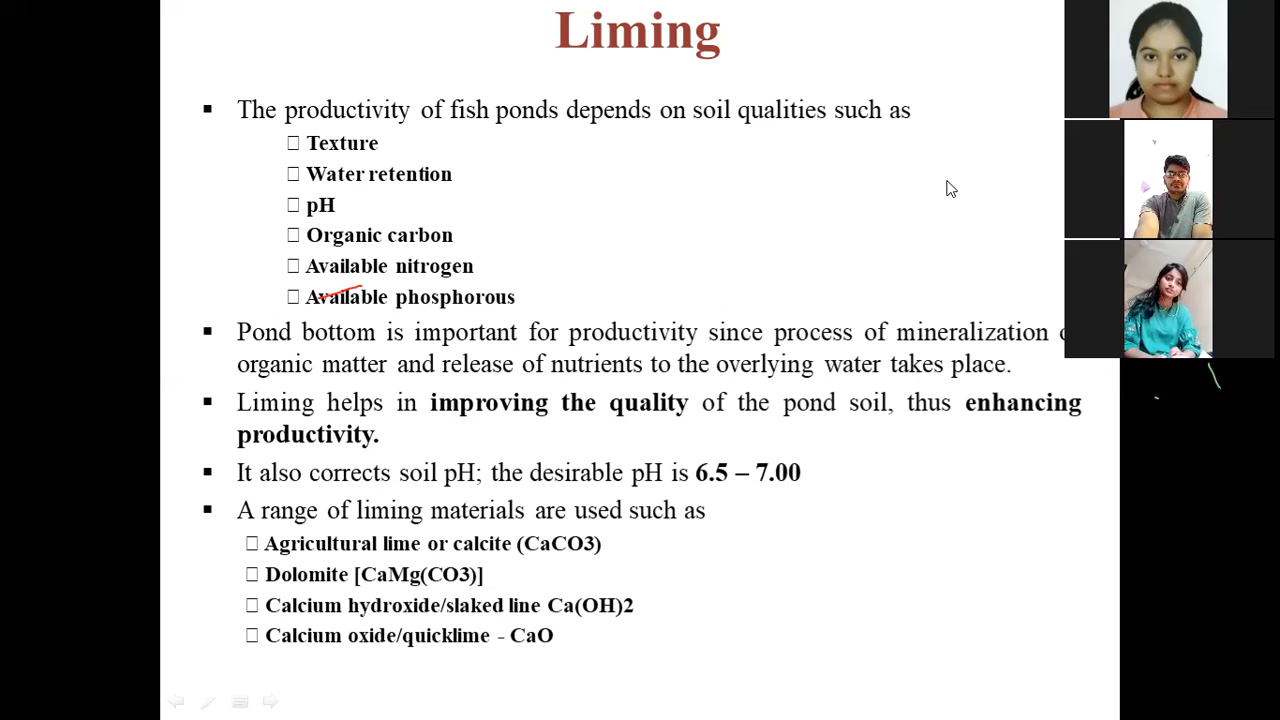 Liming
The productivity of fish ponds depends on soil qualities such as
Texture
Water retention
pH
Organic carbon
Available nitrogen
Available phosphorous
Pond bottom is important for productivity since process of mineralization
organic matter and release of nutrients to the overlying water takes place.
Liming helps in improving the quality of the pond soil, thus enhancing
productivity.
It also corrects soil pH; the desirable pH is 6.5 – 7.00
A range of liming materials are used such as
Agricultural lime or calcite (CaCO3)
Dolomite [CaMg(CO3)]
Calcium hydroxide/slaked line Ca(OH)2
Calcium oxide/quicklime - CaO